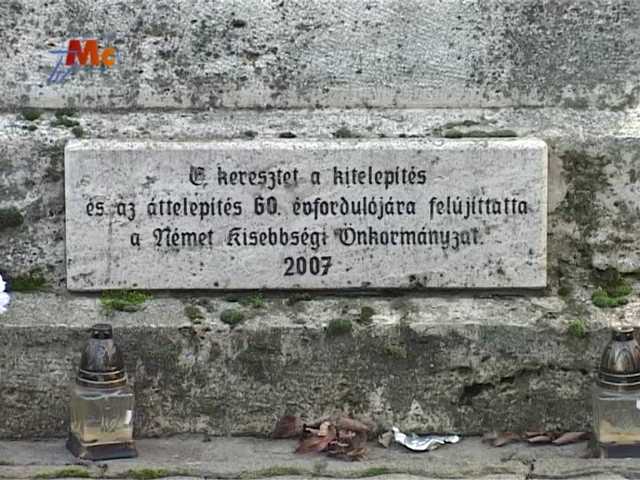 Mc
E keresztet a kitelepítés
és az áttelepítés 60. évfordulójára felújíttatta
a Német Kisebbségi Önkormányzat.
2007